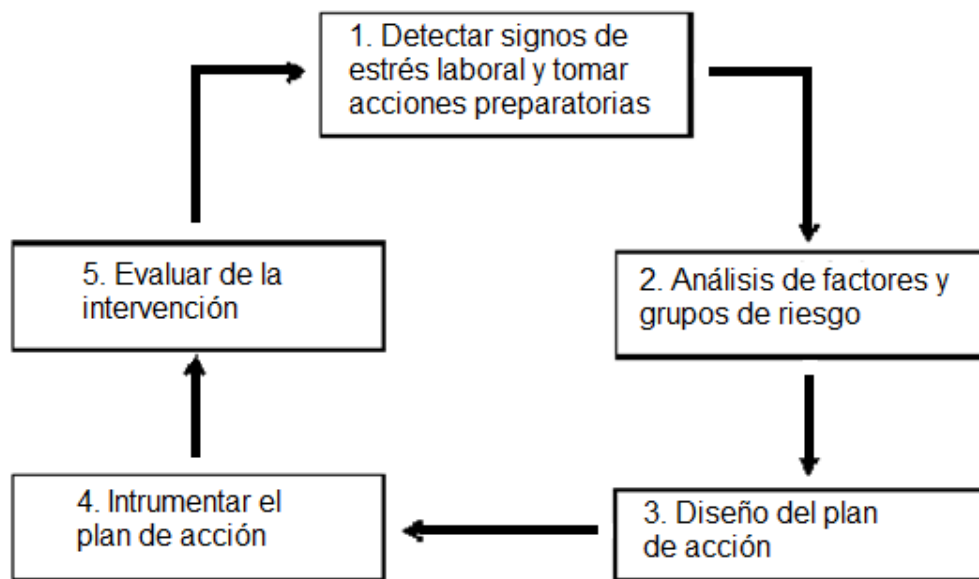 1. Detectar signos de
estrés laboral y tomar
acciones preparatorias
2. Análisis de factores y
grupos de riesgo
3. Diseño del plan
de acción
4. Intrumentar el
plan de acción
5. Evaluar de la
intervención